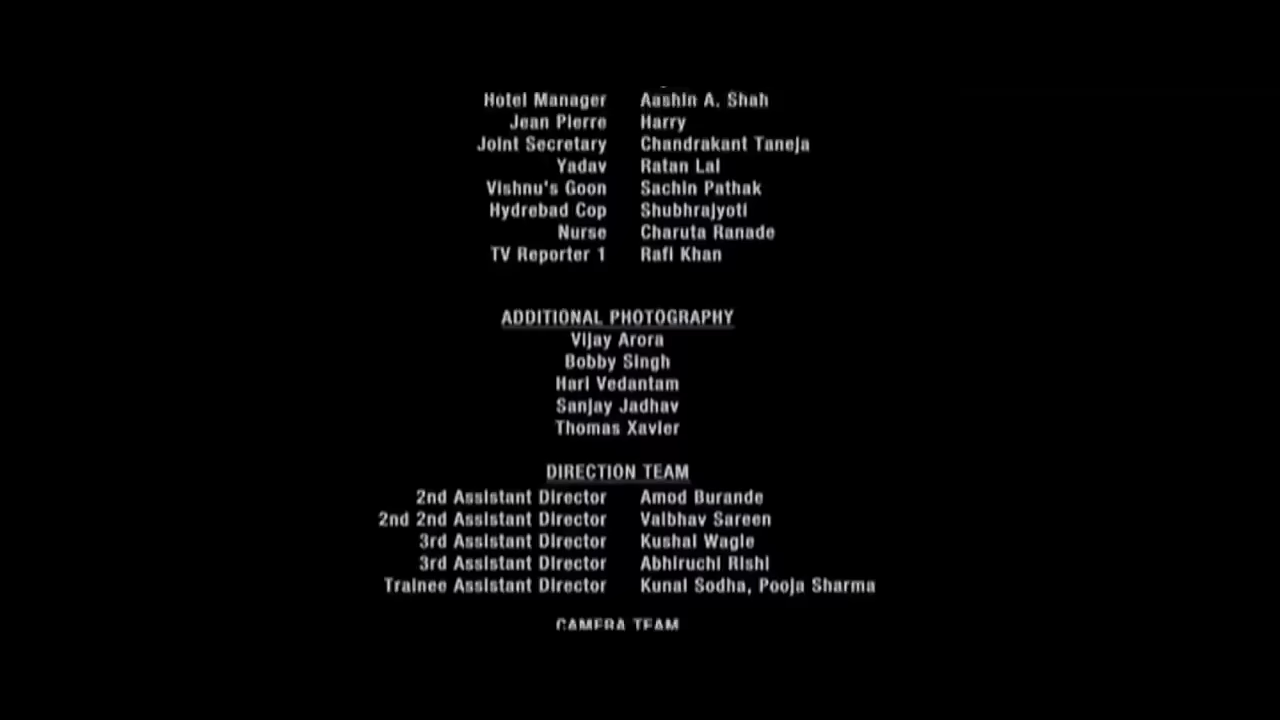 Hotel Manager Aashin A. Shah
Jean Pierre Harry
Joint Secretary Chandrakant Taneja
Yadav Ratan Lal
Vishnu's Goon Sachin Pathak
Hydrebad Cop Shubhrajyoti
Nurse Charuta Ranade
TV Reporter 1 Rafi Khan
ADDITIONAL PHOTOGRAPHY
Vijay Arora
Bobby Singh
Hari Vedantam
Sanjay Jadhav
Thomas Xavier
DIRECTION TEAM
2nd Assistant Director Amod Burande
2nd 2nd Assistant Director Vaibhav Sareen
3rd Assistant Director Kushal Wagle
3rd Assistant Director Abhiruchi Rishi
Trainee Assistant Director Kunal Sodha, Pooja Sharma
CAMERA TEAM